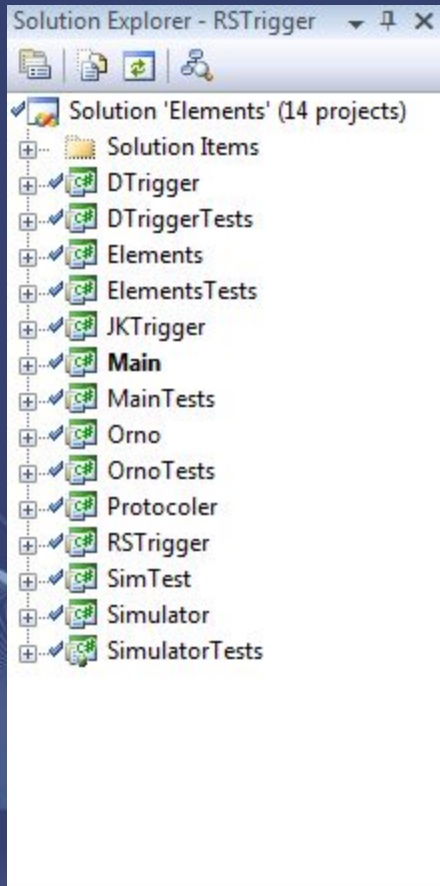 Solution Explorer - RSTrigger
Solution 'Elements' (14 projects)
Solution Items
C# DTrigger
C# DTriggerTests
C# Elements
C# ElementsTests
C# JKTrigger
C# Main
C# MainTests
C# Orno
C# OrnoTests
C# Protocoler
C# RSTrigger
C# SimTest
C# Simulator
C# SimulatorTests